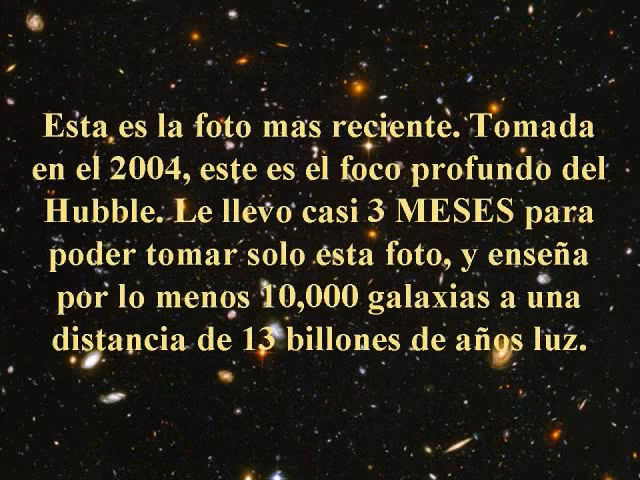 Esta es la foto mas reciente. Tomada
en el 2004, este es el foco profundo del
Hubble. Le llevo casi 3 MESES para
poder tomar solo esta foto, y enseña
por lo menos 10,000 galaxias a una
distancia de 13 billones de años luz.